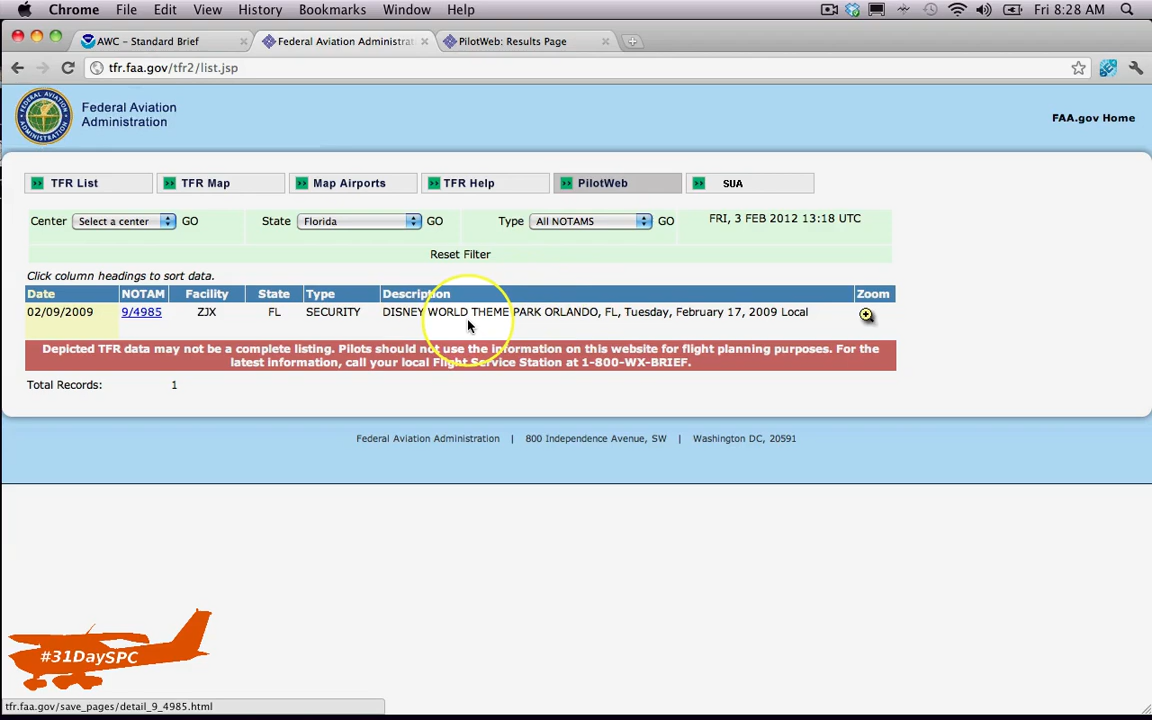 Chrome File Edit View History Bookmarks Window Help Fri 8:28 AM
AWC - Standard Brief Federal Aviation Administra PilotWeb: Results Page
tfr.faa.gov/tfr2/list.jsp
Federal Aviation
Administration
FAA.gov Home
TFR List TFR Map Map Airports TFR Help PilotWeb SUA
Center Select a center GO State Florida GO Type All NOTAMS GO FRI, 3 FEB 2012 13:18 UTC
Reset Filter
Click column headings to sort data.
Date NOTAM Facility State Type Description Zoom
02/09/2009 9/4985 ZJX FL SECURITY DISNEY WORLD THEME PARK ORLANDO, FL, Tuesday, February 17, 2009 Local
Depicted TFR data may not be a complete listing. Pilots should not use the information on this website for flight planning purposes. For the
latest information, call your local Flight Service Station at 1-800-WX-BRIEF.
Total Records: 1
Federal Aviation Administration | 800 Independence Avenue, SW | Washington DC, 20591
#31DaySPC
tfr.faa.gov/save_pages/detail_9_4985.html